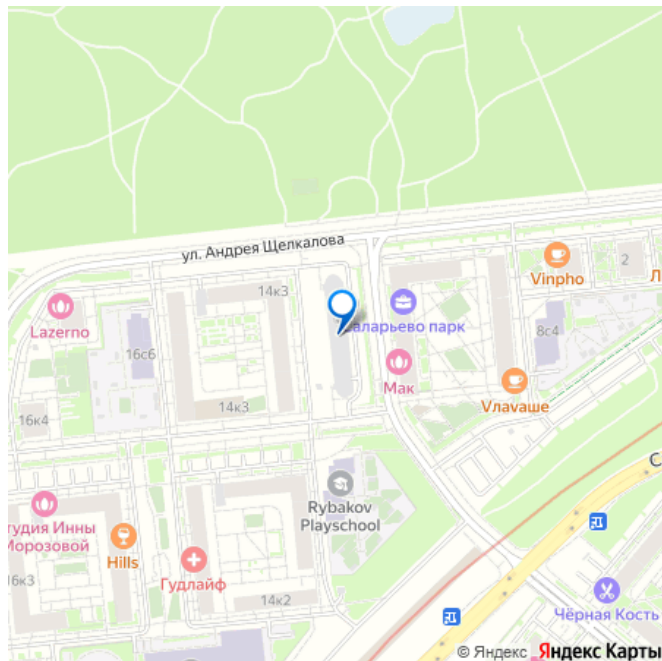 ул. Андрея Щелкалова
Vinpho
2
Л
14к3
Lazerno
аларьево парк
8с4
16с6
Мак
Vлаvаше
14к3
16к4
С
Rybakov
Playschool
тудия Инны
Морозовой
Hills
Гудлайф
16к3
14к2
Чёрная Кость
© Яндекс Яндекс Карты